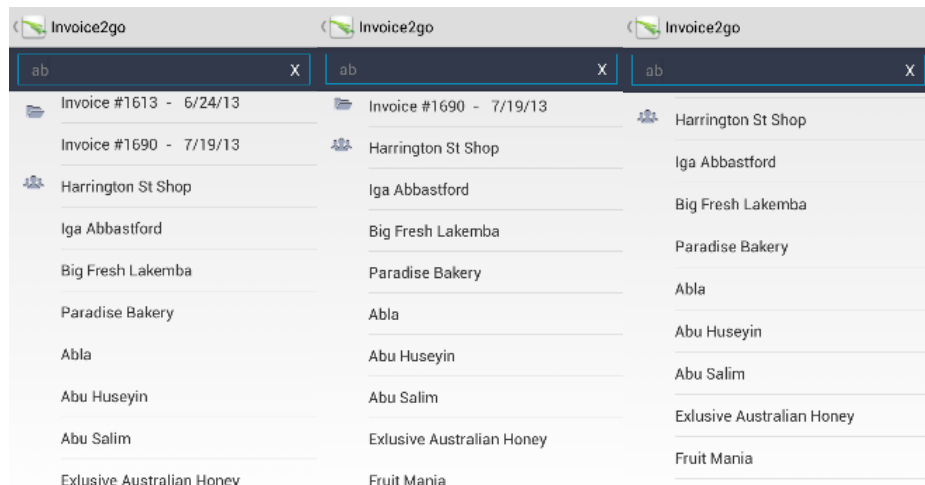 Invoice2go
ab X
Invoice #1613 - 6/24/13
Invoice #1690 - 7/19/13
Harrington St Shop
Iga Abbastford
Big Fresh Lakemba
Paradise Bakery
Abla
Abu Huseyin
Abu Salim
Exlusive Australian Honey
Invoice2go
ab X
Invoice #1690 - 7/19/13
Harrington St Shop
Iga Abbastford
Big Fresh Lakemba
Paradise Bakery
Abla
Abu Huseyin
Abu Salim
Exlusive Australian Honey
Fruit Mania
Invoice2go
ab X
Harrington St Shop
Iga Abbastford
Big Fresh Lakemba
Paradise Bakery
Abla
Abu Huseyin
Abu Salim
Exlusive Australian Honey
Fruit Mania